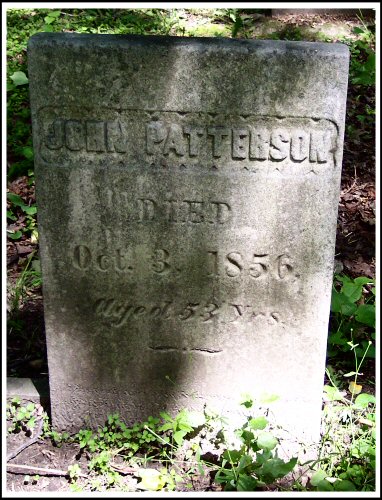 JOHN PATTERSON
DIED
Oct. 3. 1856.
Aged 53 Yrs.